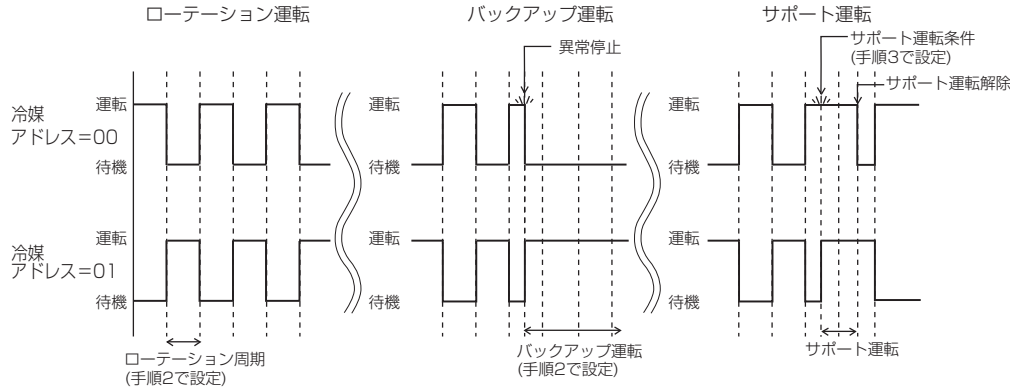 ローテーション運転
バックアップ運転
サポート運転
異常停止
サポート運転条件
(手順3で設定)
サポート運転解除
冷媒
アドレス=00
運転
待機
運転
待機
運転
待機
冷媒
アドレス=01
運転
待機
運転
待機
運転
待機
ローテーション周期
(手順2で設定)
バックアップ運転
(手順2で設定)
サポート運転